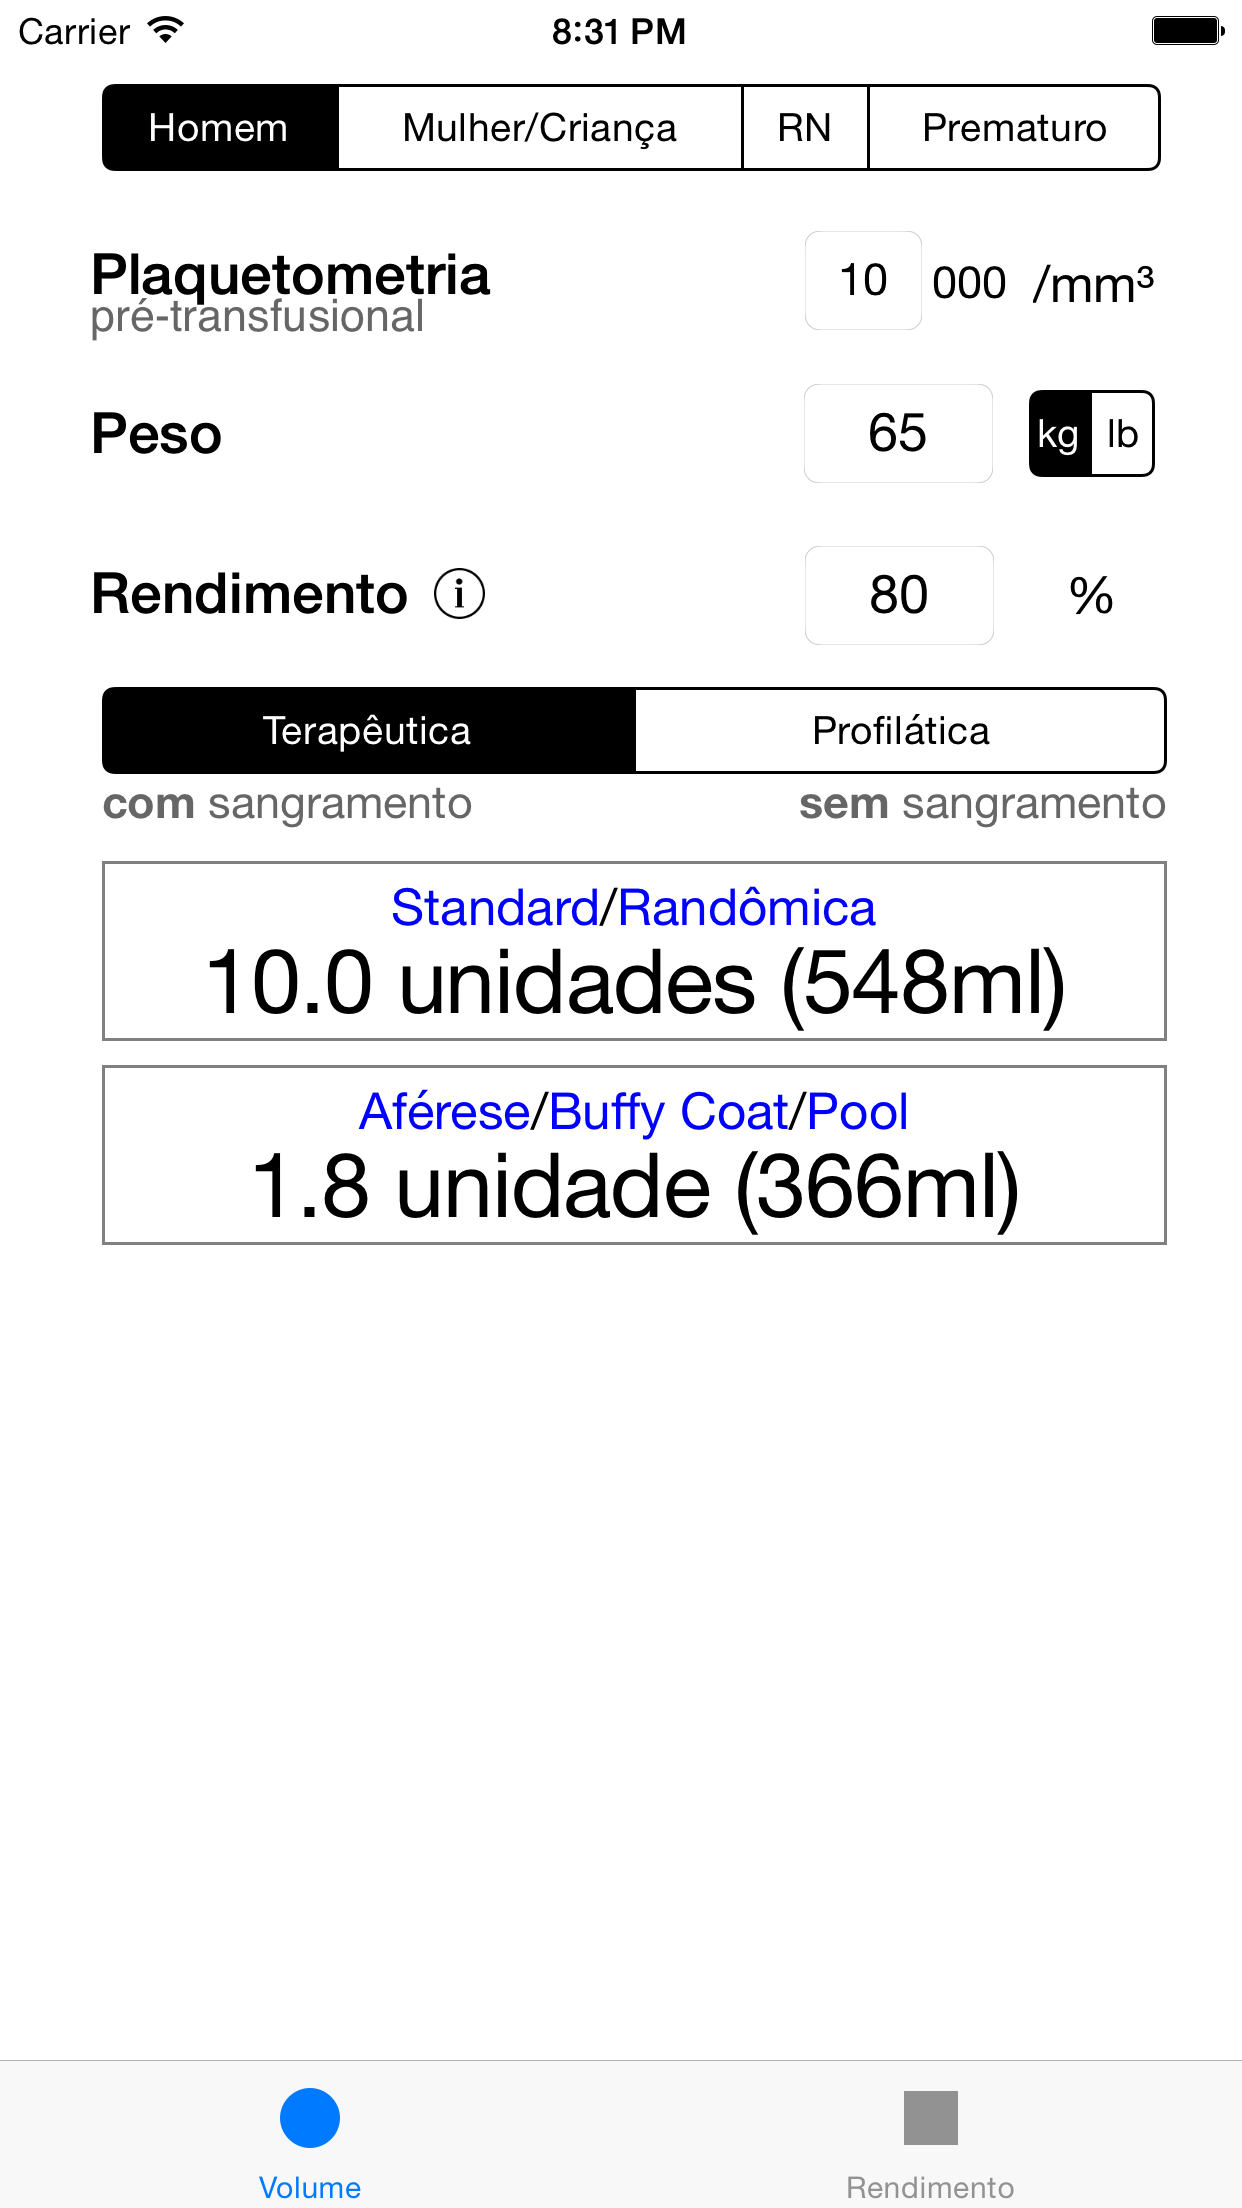 Carrier 8:31 PM
Homem Mulher/Criança RN Prematuro
Plaquetometria 10 000 /mm³
pré-transfusional
Peso 65 kg lb
Rendimento i 80 %
Terapêutica Profilática
com sangramento sem sangramento
Standard/Randômica
10.0 unidades (548ml)
Aférese/Buffy Coat/Pool
1.8 unidade (366ml)
Volume Rendimento